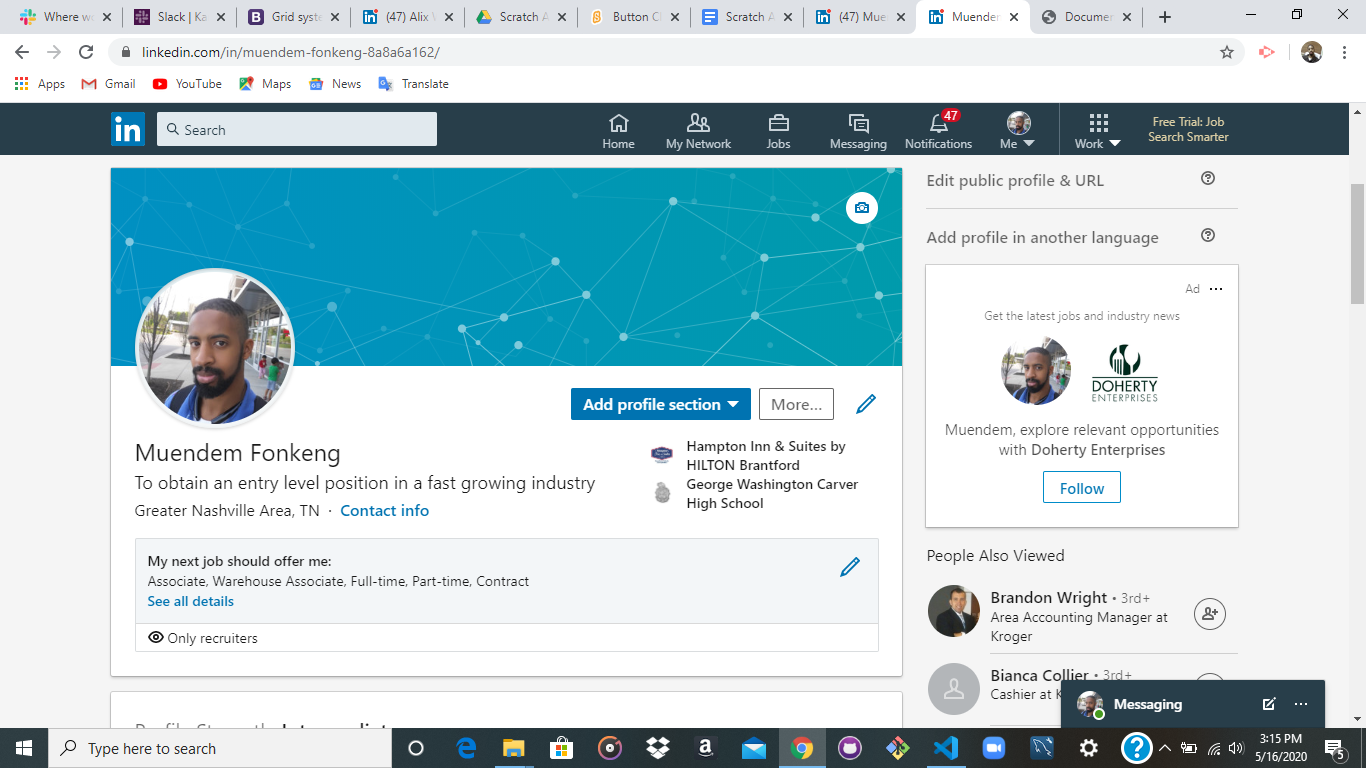 Where wo
Slack | Ka
Grid syste
(47) Alix V
Scratch A
Button Cl
Scratch A
(47) Mue
Muendem
Documen
linkedin.com/in/muendem-fonkeng-8a8a6a162/
Apps
Gmail
YouTube
Maps
News
Translate
in
Search
Home
My Network
Jobs
Messaging
47
Notifications
Me
Work
Free Trial: Job
Search Smarter
Muendem Fonkeng
To obtain an entry level position in a fast growing industry
Greater Nashville Area, TN · Contact info
Add profile section
More...
Hampton Inn & Suites by
HILTON Brantford
George Washington Carver
High School
My next job should offer me:
Associate, Warehouse Associate, Full-time, Part-time, Contract
See all details
Only recruiters
Edit public profile & URL
Add profile in another language
Ad
Get the latest jobs and industry news
DOHERTY
ENTERPRISES
Muendem, explore relevant opportunities
with Doherty Enterprises
Follow
People Also Viewed
Brandon Wright • 3rd+
Area Accounting Manager at
Kroger
Bianca Collier • 3rd+
Cashier at K
Messaging
Type here to search
3:15 PM
5/16/2020
5